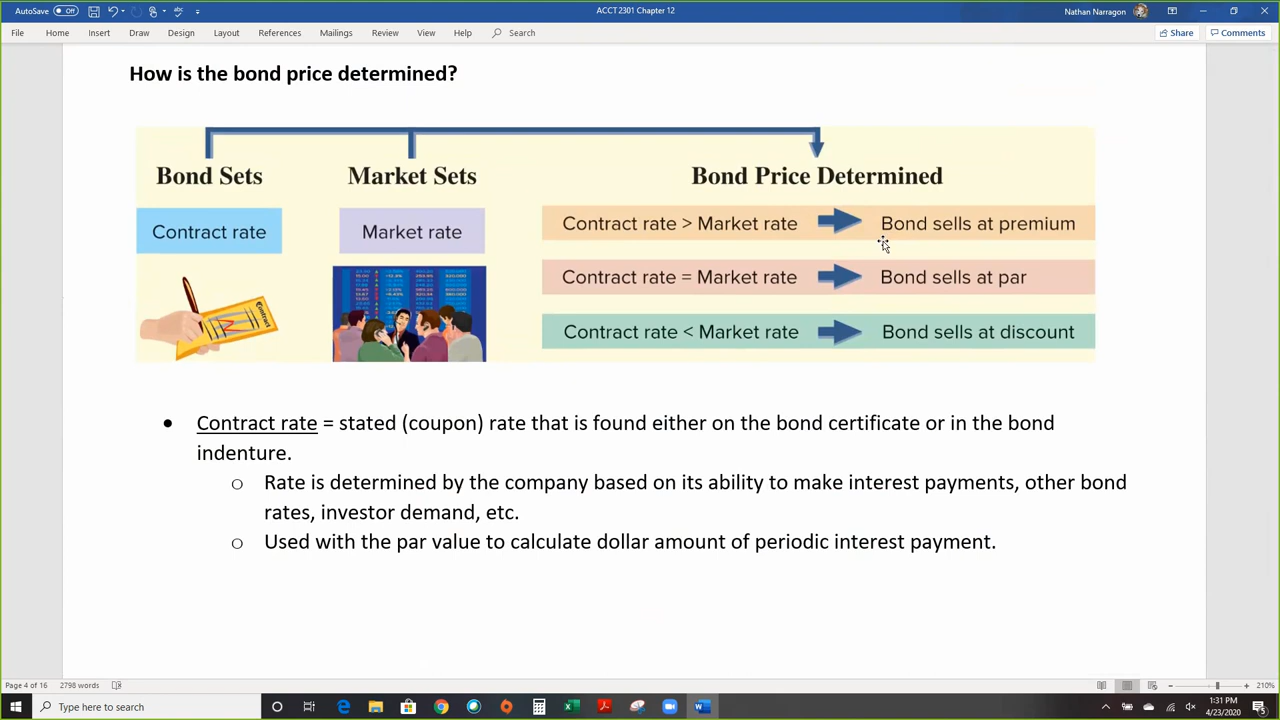 AutoSave Off
ACCT 2301 Chapter 12
Nathan Narragon
File Home Insert Draw Design Layout References Mailings Review View Help Search
Share Comments
How is the bond price determined?
Bond Sets Market Sets Bond Price Determined
Contract rate Market rate
Contract rate > Market rate Bond sells at premium
Contract rate = Market rate Bond sells at par
Contract rate < Market rate Bond sells at discount
Contract
• Contract rate = stated (coupon) rate that is found either on the bond certificate or in the bond
indenture.
o Rate is determined by the company based on its ability to make interest payments, other bond
rates, investor demand, etc.
o Used with the par value to calculate dollar amount of periodic interest payment.
Page 4 of 16 2798 words
210%
Type here to search
1:31 PM
4/23/2020